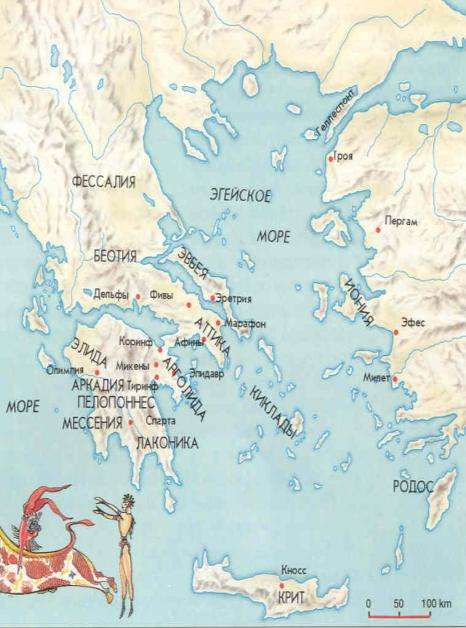 Геллеспонт
Троя
ФЕССАЛИЯ
ЭГЕЙСКОЕ
МОРЕ
Пергам
БЕОТИЯ
ЭВБЕЯ
ИОНИЯ
Дельфы
Фивы
Эретрия
Марафон
АТТИКА
Афины
Эфес
Коринф
ЭЛИДА
Олимпия
Микены
Эпидавр
Милет
АРКАДИЯ
Тиринф
АРГОЛИДА
ПЕЛОПОННЕС
КИКЛАДЫ
МОРЕ
МЕССЕНИЯ
Спарта
ЛАКОНИКА
РОДОС
Кносс
КРИТ
0 50 100 km